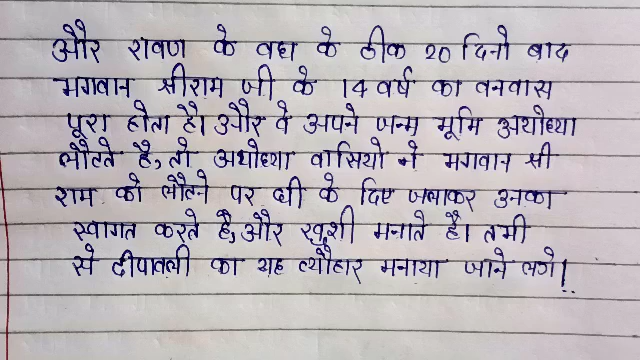 और रावण के वध के ठीक 20 दिनो बाद
भगवान श्रीराम जी के 14 वर्ष का वनवास
पूरा होता है। और वे अपने जन्म भूमि अयोध्या
लौटते है, तो अयोध्या वासियो ने भगवान श्री
राम को लौटने पर घी के दिए जलाकर उनका
स्वागत करते है, और खुशी मनाते है। तभी
से दीपावली का यह त्यौहार मनाया जाने लगे!